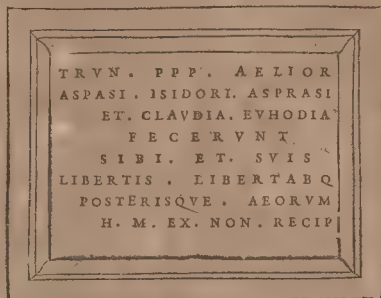 TRVN. PPP. AELIOR
ASPASI. ISIDORI. ASPRASI
ET. CLAVDIA. EVHODIA
FECERVNT
SIBI. ET. SVIS
LIBERTIS. LIBERTABQ
POSTERISQVE. AEORVM
H. M. EX. NON. RECIP